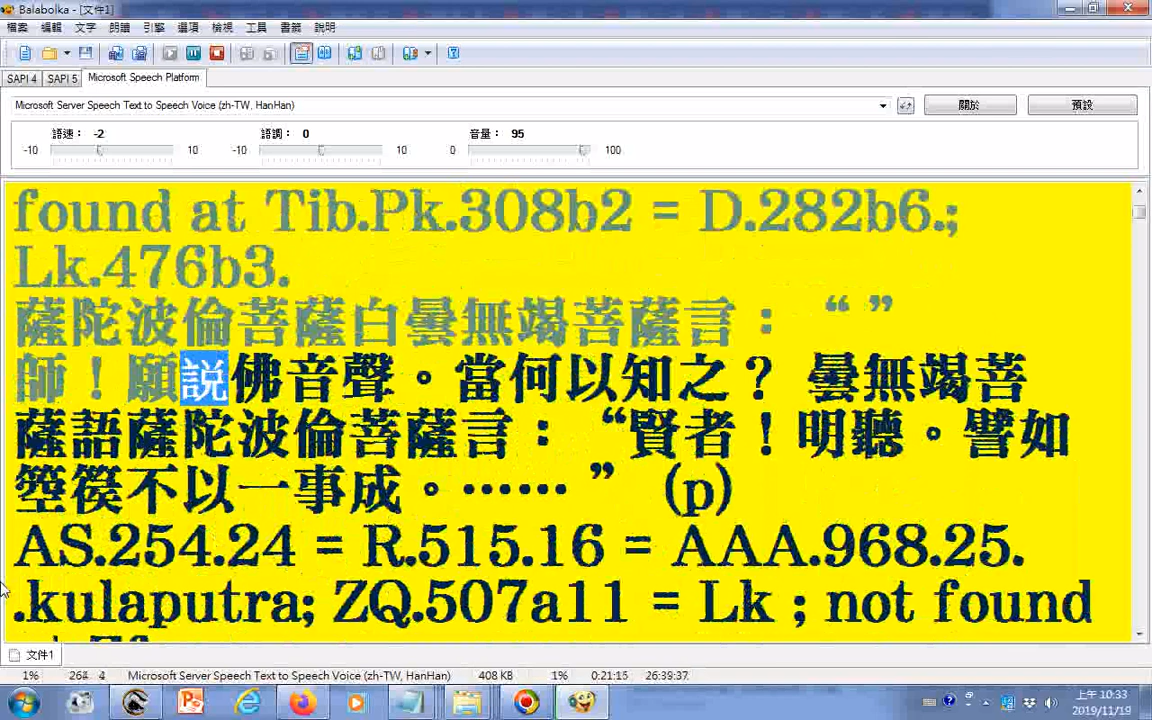 Balabolka - [文件1]
檔案 編輯 文字 朗讀 引擎 選項 檢視 工具 書籤 說明
SAPI 4 SAPI 5 Microsoft Speech Platform
Microsoft Server Speech Text to Speech Voice (zh-TW, HanHan) 關於 預設
語速： -2 語調： 0 音量： 95
-10 10 -10 10 0 100
found at Tib.Pk.308b2 = D.282b6.;
Lk.476b3.
薩陀波倫菩薩白曇無竭菩薩言：“ ”
師！願説佛音聲。當何以知之？ 曇無竭菩
薩語薩陀波倫菩薩言：“賢者！明聽。譬如
箜篌不以一事成。……” (p)
AS.254.24 = R.515.16 = AAA.968.25.
.kulaputra; ZQ.507a11 = Lk ; not found
文件1
1% 264 4 Microsoft Server Speech Text to Speech Voice (zh-TW, HanHan) 408 KB 1% 0:21:15 26:39:37.
上午 10:33
2019/11/19